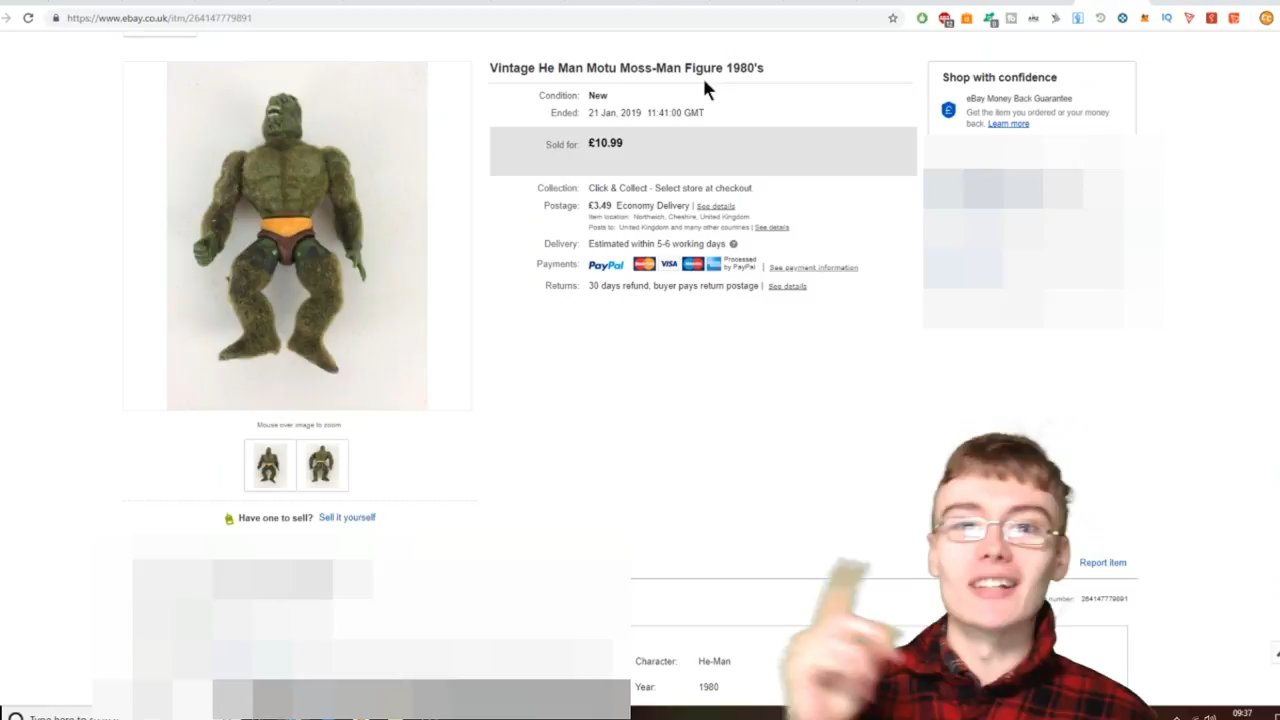 https://www.ebay.co.uk/itm/264147779891
Vintage He Man Motu Moss-Man Figure 1980's
Condition: New
Ended: 21 Jan, 2019 11:41:00 GMT
Sold for: £10.99
Collection: Click & Collect - Select store at checkout
Postage: £3.49 Economy Delivery | See details
Item location: Northwich, Cheshire, United Kingdom
Posts to: United Kingdom and many other countries | See details
Delivery: Estimated within 5-6 working days
Payments: PayPal VISA Processed by PayPal | See payment information
Returns: 30 days refund, buyer pays return postage | See details
Shop with confidence
eBay Money Back Guarantee
Get the item you ordered or your money
back. Learn more
Mouse over image to zoom
Have one to sell? Sell it yourself
Report item
number: 264147779891
Character: He-Man
Year: 1980
Type here to
09:37